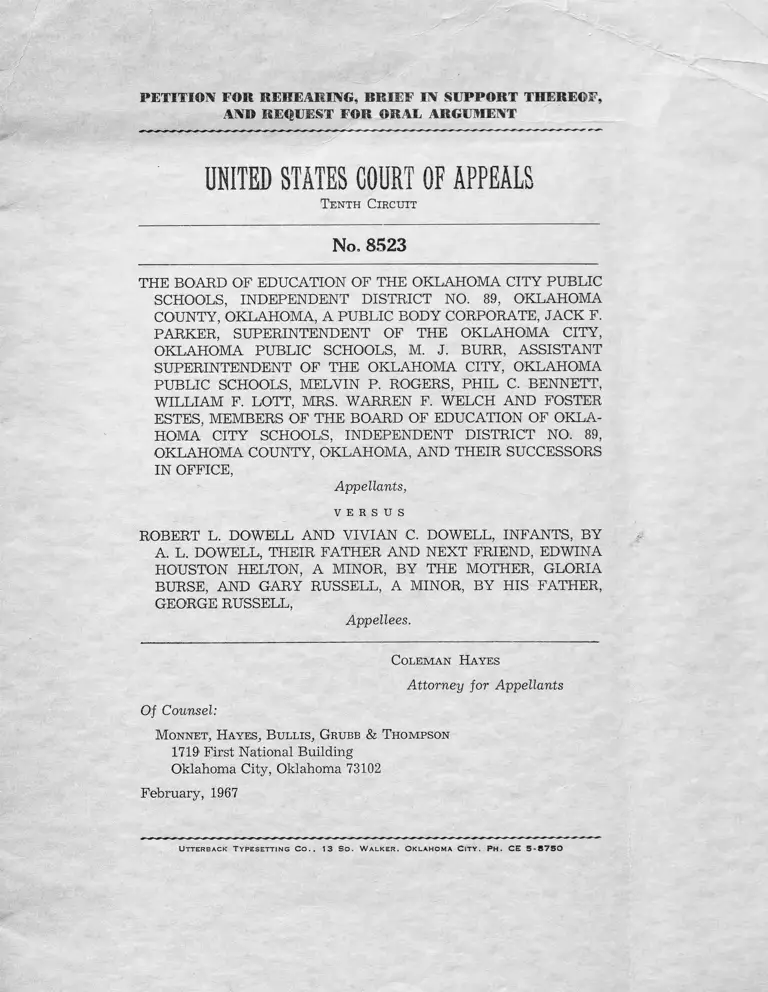 PETITION FOR REHEARING, BRIEF IN SUPPORT THEREOF,
AND REQUEST FOR ORAL ARGUMENT
UNITED STATES COURT OF APPEALS
TENTH CIRCUIT
No. 8523
THE BOARD OF EDUCATION OF THE OKLAHOMA CITY PUBLIC
SCHOOLS, INDEPENDENT DISTRICT NO. 89, OKLAHOMA
COUNTY, OKLAHOMA, A PUBLIC BODY CORPORATE, JACK F.
PARKER, SUPERINTENDENT OF THE OKLAHOMA CITY,
OKLAHOMA PUBLIC SCHOOLS, M. J. BURR, ASSISTANT
SUPERINTENDENT OF THE OKLAHOMA CITY, OKLAHOMA
PUBLIC SCHOOLS, MELVIN P. ROGERS, PHIL C. BENNETT,
WILLIAM F. LOTT, MRS. WARREN F. WELCH AND FOSTER
ESTES, MEMBERS OF THE BOARD OF EDUCATION OF OKLA-
HOMA CITY SCHOOLS, INDEPENDENT DISTRICT NO. 89,
OKLAHOMA COUNTY, OKLAHOMA, AND THEIR SUCCESSORS
IN OFFICE,
Appellants,
VERSUS
ROBERT L. DOWELL AND VIVIAN C. DOWELL, INFANTS, BY
A. L. DOWELL, THEIR FATHER AND NEXT FRIEND, EDWINA
HOUSTON HELTON, A MINOR, BY THE MOTHER, GLORIA
BURSE, AND GARY RUSSELL, A MINOR, BY HIS FATHER,
GEORGE RUSSELL,
Appellees.
COLEMAN HAYES
Attorney for Appellants
Of Counsel:
MONNET, HAYES, BULLIS, GRUBB & THOMPSON
1719 First National Building
Oklahoma City, Oklahoma 73102
February, 1967
UTTERBACK TYPESETTING CO., 13 SO. WALKER, OKLAHOMA CITY. PH. CE 5-8750